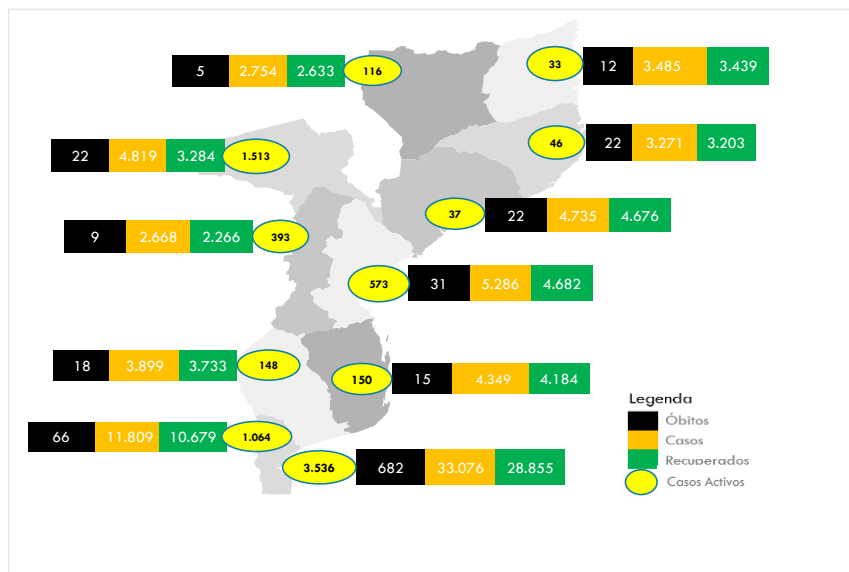 5 2.754 2.633 116
33 12 3.485 3.439
22 4.819 3.284 1.513
46 22 3.271 3.203
37 22 4.735 4.676
9 2.668 2.266 393
573 31 5.286 4.682
18 3.899 3.733 148
150 15 4.349 4.184
66 11.809 10.679 1.064
3.536 682 33.076 28.855
Legenda
Óbitos
Casos
Recuperados
Casos Activos